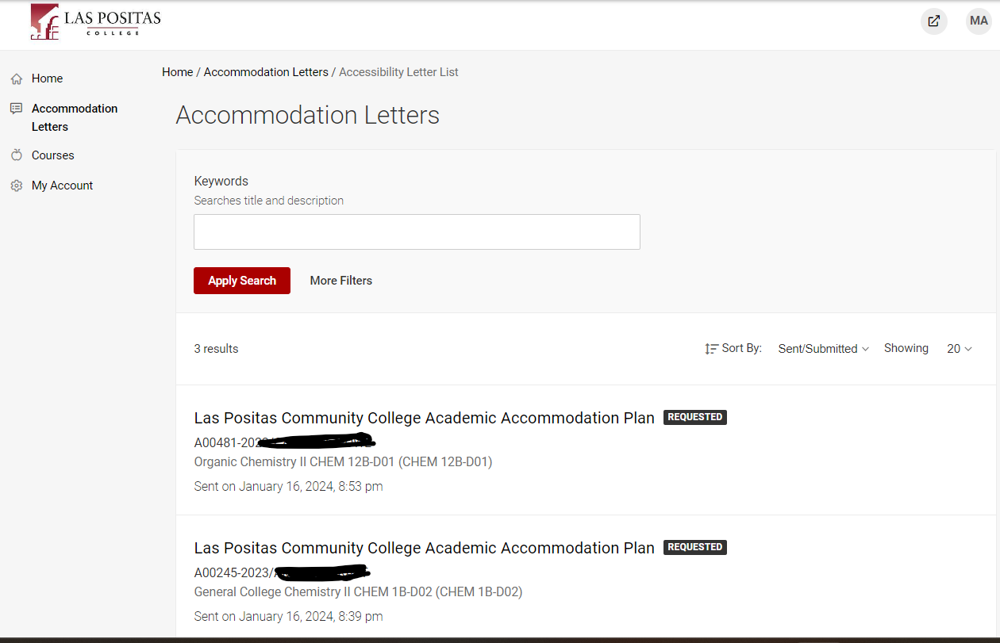 LAS POSITAS
COLLEGE
MA
Home
Accommodation
Letters
Courses
My Account
Home / Accommodation Letters / Accessibility Letter List
Accommodation Letters
Keywords
Searches title and description
Apply Search
More Filters
3 results
Sort By: Sent/Submitted Showing 20
Las Positas Community College Academic Accommodation Plan REQUESTED
A00481-202
Organic Chemistry II CHEM 12B-D01 (CHEM 12B-D01)
Sent on January 16, 2024, 8:53 pm
Las Positas Community College Academic Accommodation Plan REQUESTED
A00245-2023/
General College Chemistry II CHEM 1B-D02 (CHEM 1B-D02)
Sent on January 16, 2024, 8:39 pm